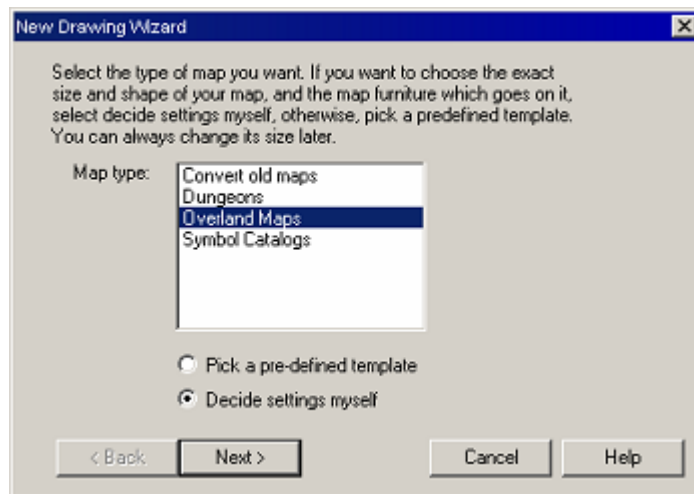 New Drawing Wizard
Select the type of map you want. If you want to choose the exact
size and shape of your map, and the map furniture which goes on it,
select decide settings myself, otherwise, pick a predefined template.
You can always change its size later.
Map type:
Convert old maps
Dungeons
Overland Maps
Symbol Catalogs
Pick a pre-defined template
Decide settings myself
< Back Next > Cancel Help